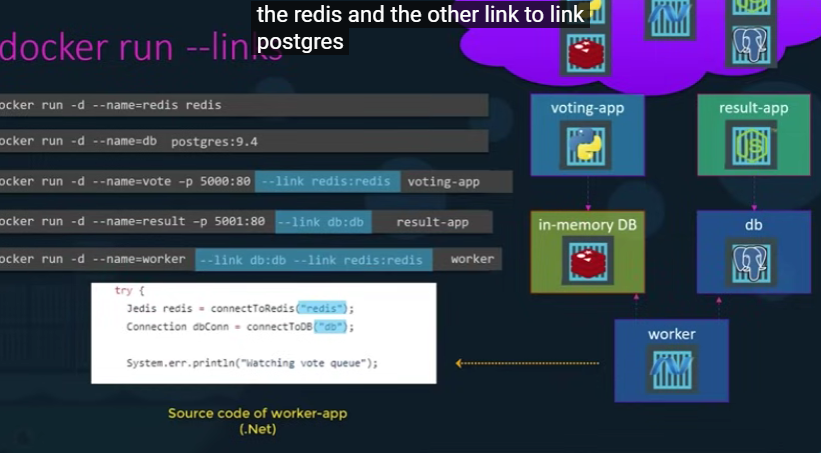 the redis and the other link to link
postgres
docker run --links
ocker run -d --name=redis redis
ocker run -d --name=db postgres:9.4
ocker run -d --name=vote -p 5000:80 --link redis:redis voting-app
ocker run -d --name=result -p 5001:80 --link db:db result-app
ocker run -d --name=worker --link db:db --link redis:redis worker
try {
Jedis redis = connectToRedis("redis");
Connection dbConn = connectToDB("db");
System.err.println("Watching vote queue");
Source code of worker-app
(.Net)
voting-app
result-app
in-memory DB
db
worker